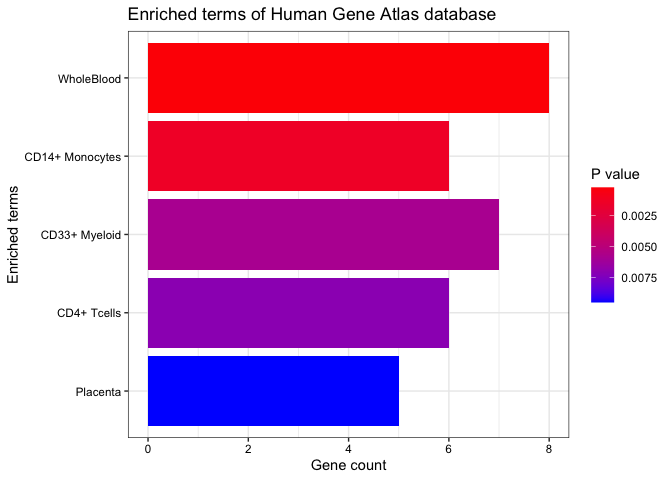 Enriched terms of Human Gene Atlas database
Enriched terms
WholeBlood
CD14+ Monocytes
CD33+ Myeloid
CD4+ Tcells
Placenta
0 2 4 6 8
Gene count
P value
0.0025
0.0050
0.0075